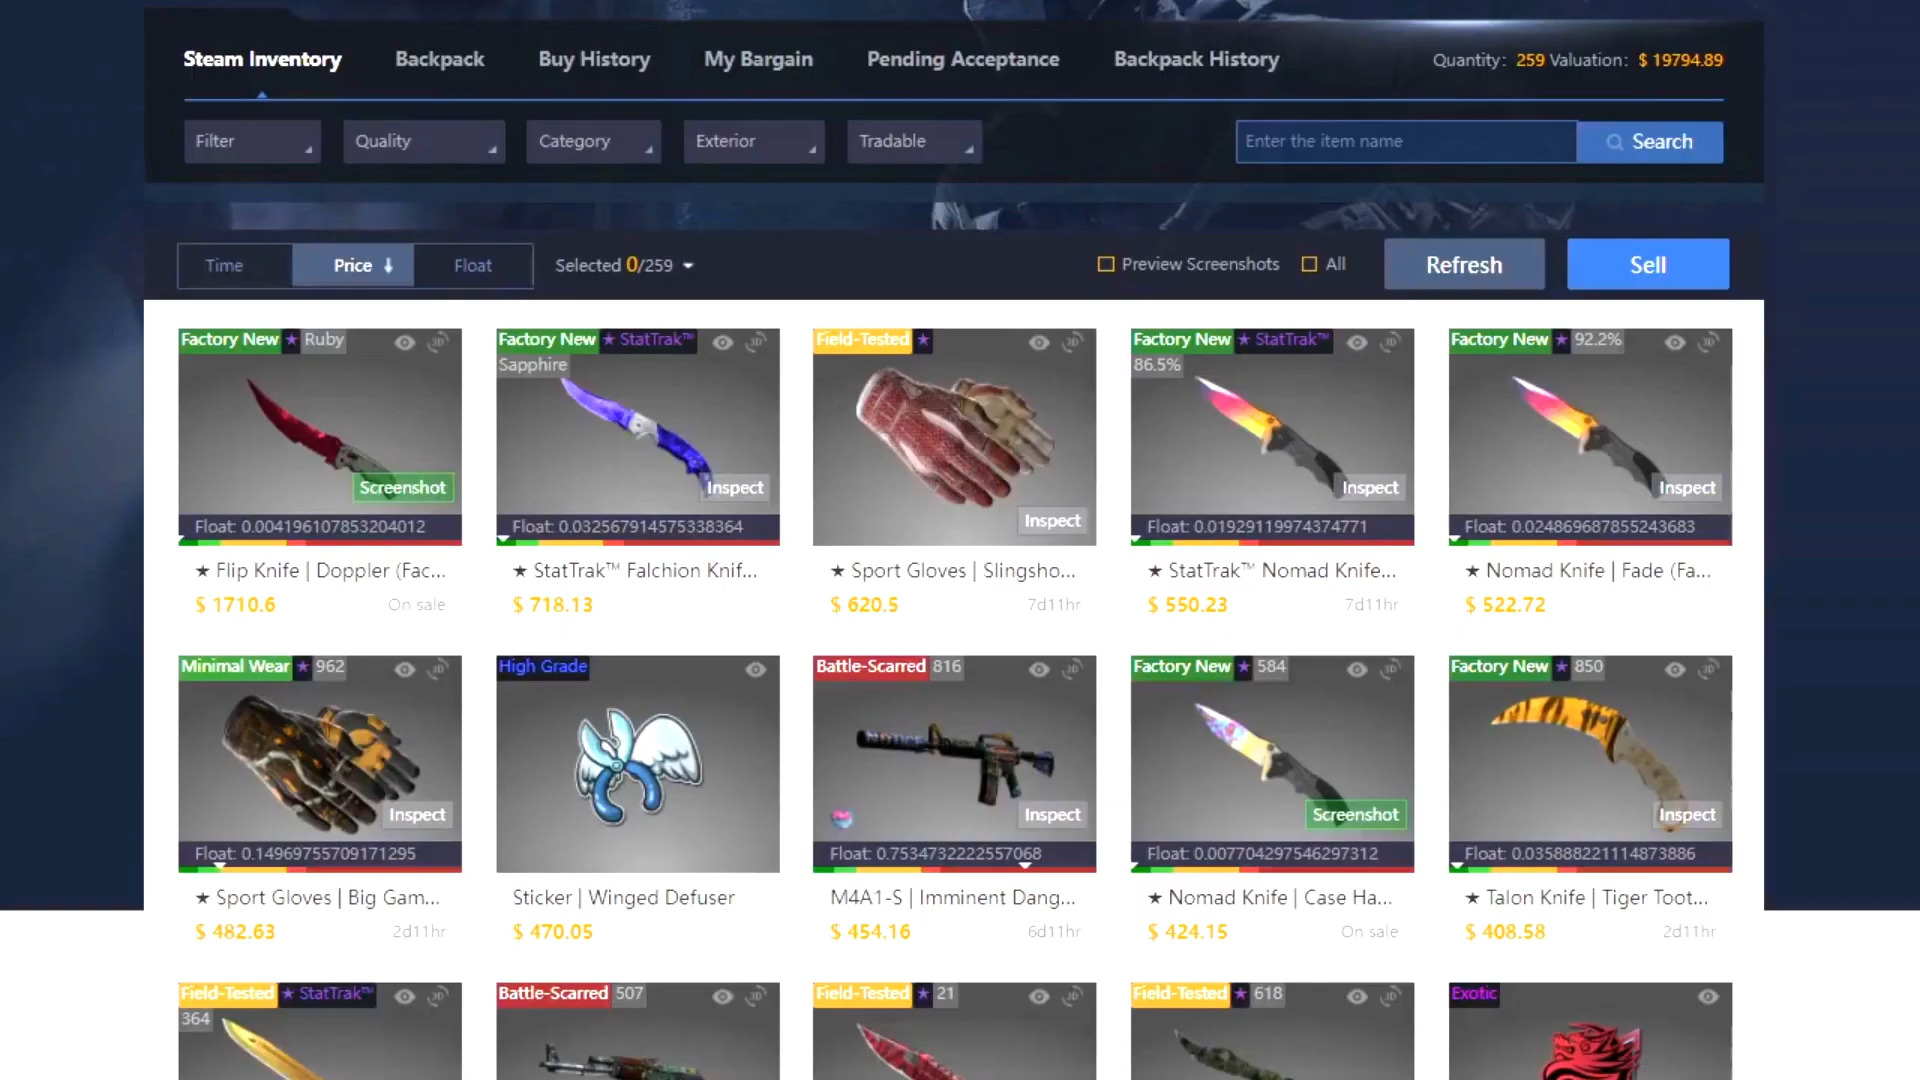 Steam Inventory Backpack Buy History My Bargain Pending Acceptance Backpack History Quantity: 259 Valuation: $ 19794.89
Filter Quality Category Exterior Tradable Enter the item name Search
Time Price Float Selected 0/259 Preview Screenshots All Refresh Sell
Factory New ★ Ruby
Screenshot
Float: 0.004196107853204012
★ Flip Knife | Doppler (Fac...
$ 1710.6 On sale
Factory New ★ StatTrak™
Sapphire
Inspect
Float: 0.032567914575338364
★ StatTrak™ Falchion Knif...
$ 718.13
Field-Tested ★
Inspect
★ Sport Gloves | Slingsho...
$ 620.5 7d11hr
Factory New ★ StatTrak™
86.5%
Inspect
Float: 0.01929119974374771
★ StatTrak™ Nomad Knife...
$ 550.23 7d11hr
Factory New ★ 92.2%
Inspect
Float: 0.024869687855243683
★ Nomad Knife | Fade (Fa...
$ 522.72
Minimal Wear ★ 962
Inspect
Float: 0.14969755709171295
★ Sport Gloves | Big Gam...
$ 482.63 2d11hr
High Grade
Sticker | Winged Defuser
$ 470.05
Battle-Scarred 816
NOTICE
Inspect
Float: 0.7534732222557068
M4A1-S | Imminent Dang...
$ 454.16 6d11hr
Factory New ★ 584
Screenshot
Float: 0.007704297546297312
★ Nomad Knife | Case Ha...
$ 424.15 On sale
Factory New ★ 850
Inspect
Float: 0.035888221114873886
★ Talon Knife | Tiger Toot...
$ 408.58 2d11hr
Field-Tested ★ StatTrak™
364
Battle-Scarred 507
Field-Tested ★ 21
Field-Tested ★ 618
Exotic